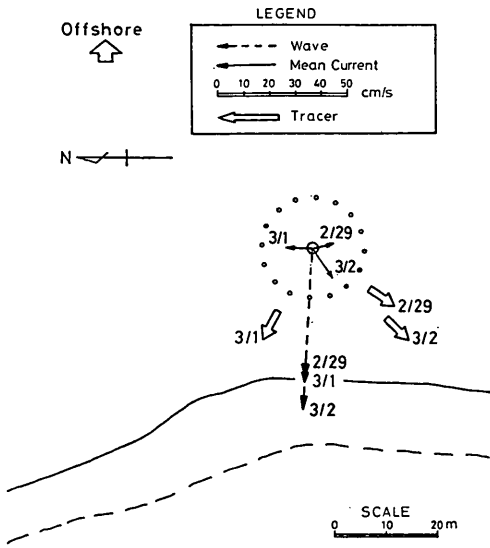 LEGEND
Offshore
Wave
Mean Current
0 10 20 30 40 50 cm/s
Tracer
N
3/1
2/29
3/2
2/29
3/1
3/2
2/29
3/1
3/2
SCALE
0 10 20m